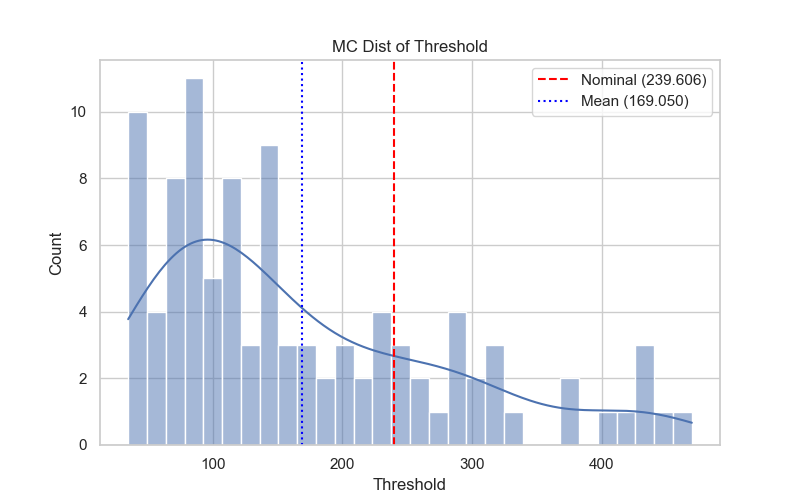 MC Dist of Threshold
Nominal (239.606)
Mean (169.050)
Count
10
8
6
4
2
0
100
200
300
400
Threshold